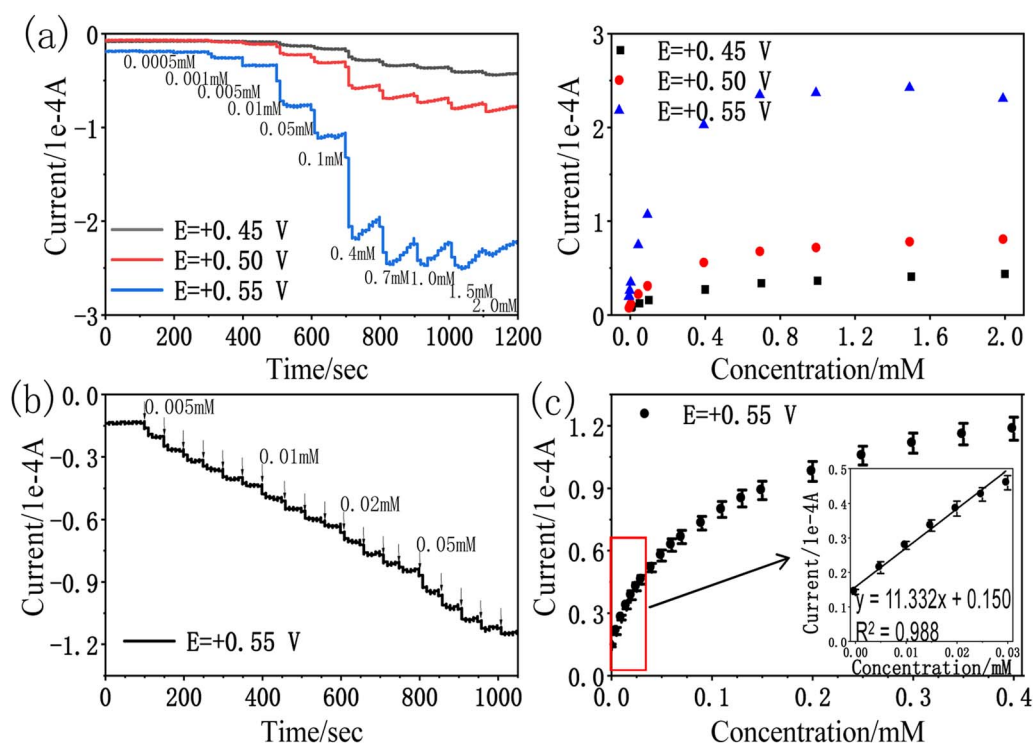 (a)
Current/1e-4A
0
-1
-2
-3
0.0005mM
0.001mM
0.005mM
0.01mM
0.05mM
0.1mM
0.4mM
0.7mM
1.0mM
1.5mM
2.0mM
E=+0.45 V
E=+0.50 V
E=+0.55 V
0 200 400 600 800 1000 1200
Time/sec
Current/1e-4A
3
2
1
0
E=+0.45 V
E=+0.50 V
E=+0.55 V
0.0 0.4 0.8 1.2 1.6 2.0
Concentration/mM
(b)
Current/1e-4A
0.0
-0.3
-0.6
-0.9
-1.2
0.005mM
0.01mM
0.02mM
0.05mM
E=+0.55 V
0 200 400 600 800 1000
Time/sec
(c)
Current/1e-4A
1.2
0.9
0.6
0.3
0.0
E=+0.55 V
Current/1e-4A
0.5
0.4
0.3
0.2
0.1
0.0
y = 11.332x + 0.150
R² = 0.988
0.00 0.01 0.02 0.03
Concentration/mM
0.0 0.1 0.2 0.3 0.4
Concentration/mM